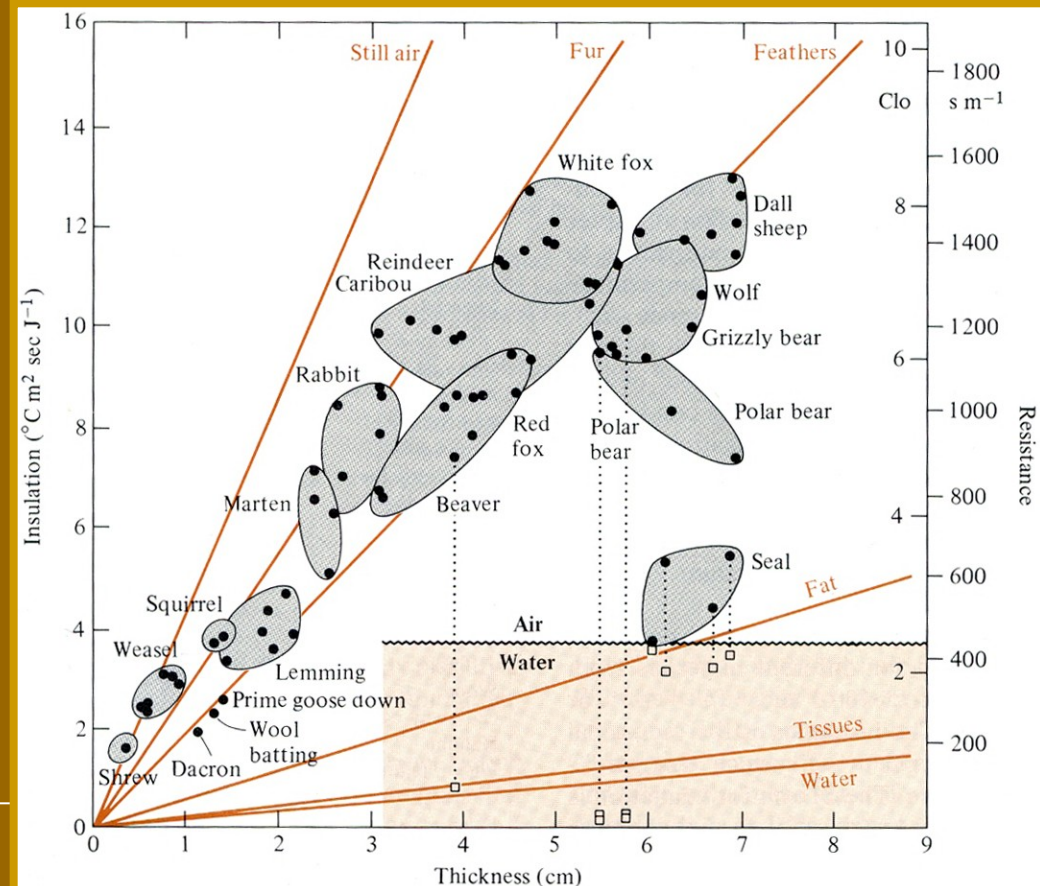 16
14
12
10
8
6
4
2
0
Insulation (°C m² sec J⁻¹)
Still air
Fur
Feathers
10
Clo
1800
s m⁻¹
1600
8
1400
1200
6
1000
800
4
600
400
2
200
Resistance
White fox
Dall
sheep
Reindeer
Caribou
Wolf
Grizzly bear
Rabbit
Polar bear
Red
fox
Polar
bear
Marten
Beaver
Seal
Squirrel
Fat
Air
Water
Weasel
Lemming
Prime goose down
Wool
batting
Tissues
Shrew
Dacron
Water
0
1
2
3
4
5
6
7
8
9
Thickness (cm)